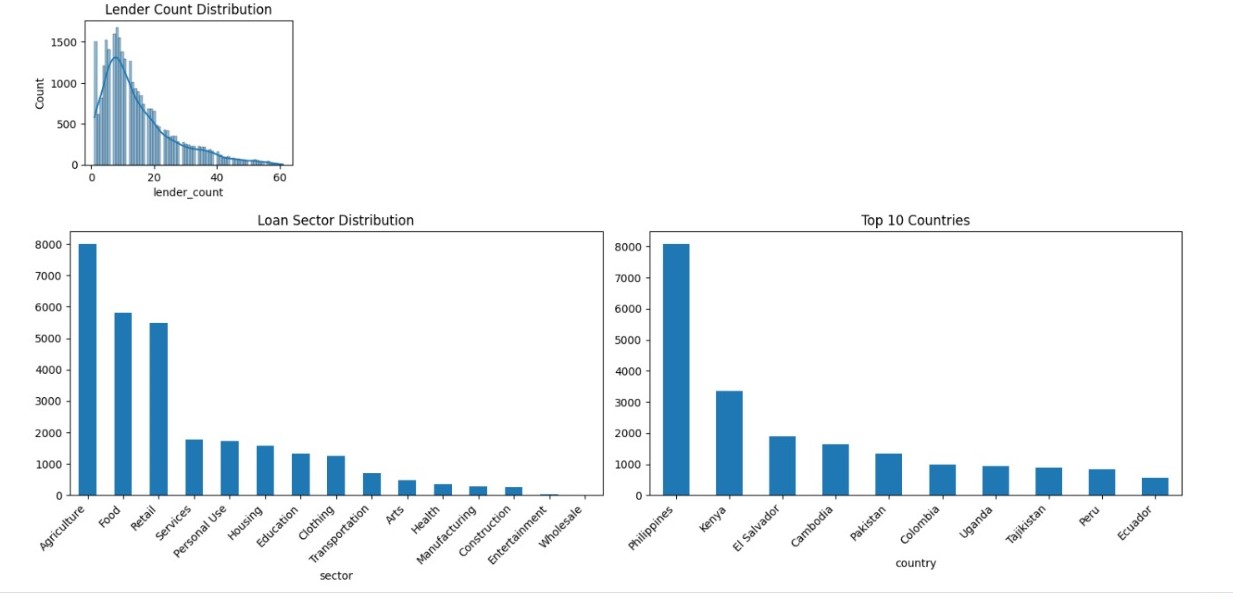 Lender Count Distribution
1500
1000
500
0
Count
0 20 40 60
lender_count
Loan Sector Distribution
8000
7000
6000
5000
4000
3000
2000
1000
0
Agriculture
Food
Retail
Services
Personal Use
Housing
Education
Clothing
Transportation
Arts
Health
Manufacturing
Construction
Entertainment
Wholesale
sector
Top 10 Countries
8000
7000
6000
5000
4000
3000
2000
1000
0
Philippines
Kenya
El Salvador
Cambodia
Pakistan
Colombia
Uganda
Tajikistan
Peru
Ecuador
country